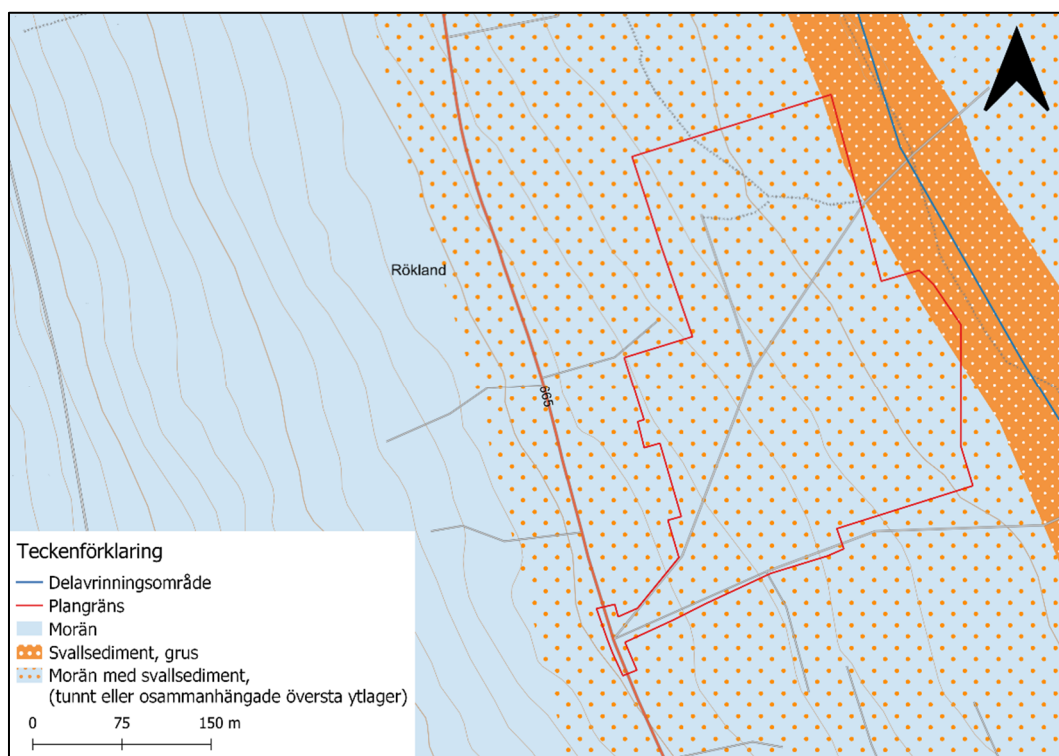 Rökland
665
Teckenförklaring
Delavrinningsområde
Plangräns
Morän
Svallsediment, grus
Morän med svallsediment,
(tunnt eller osammanhängade översta ytlager)
0 75 150 m